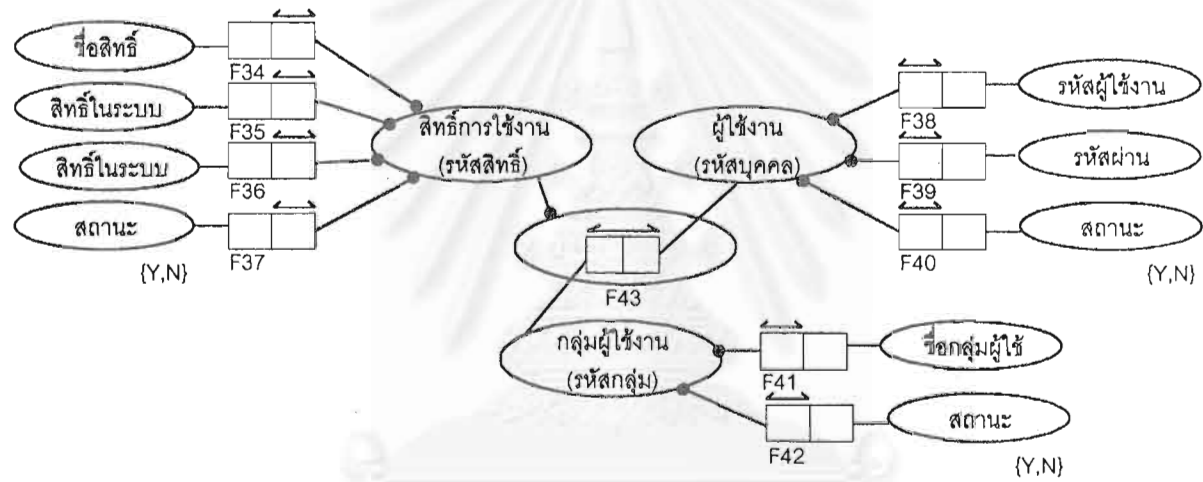 ชื่อสิทธิ์
F34
สิทธิ์ในระบบ
F35
สิทธิ์ในระบบ
F36
สถานะ
F37
{Y,N}
สิทธิ์การใช้งาน
(รหัสสิทธิ์)
ผู้ใช้งาน
(รหัสบุคคล)
F38
รหัสผู้ใช้งาน
F39
รหัสผ่าน
F40
สถานะ
{Y,N}
F43
กลุ่มผู้ใช้งาน
(รหัสกลุ่ม)
F41
ชื่อกลุ่มผู้ใช้
F42
สถานะ
{Y,N}